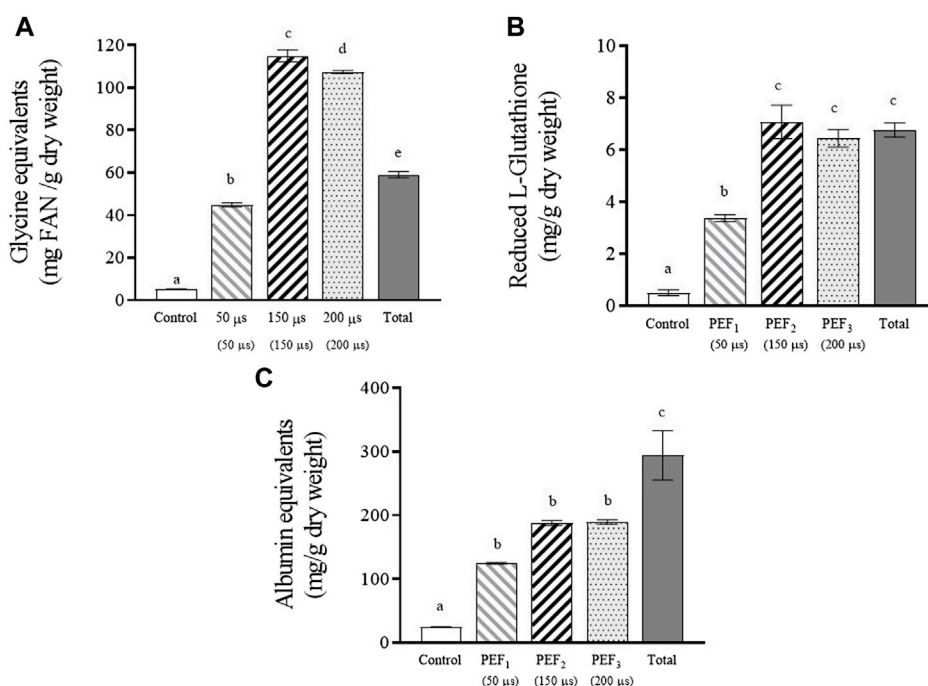 A
Glycine equivalents
(mg FAN /g dry weight)
120
100
80
60
40
20
0
a
b
c
d
e
Control
50 µs
150 µs
200 µs
Total
(50 µs)
(150 µs)
(200 µs)
B
Reduced L-Glutathione
(mg/g dry weight)
10
8
6
4
2
0
a
b
c
c
c
Control
PEF₁
PEF₂
PEF₃
Total
(50 µs)
(150 µs)
(200 µs)
C
Albumin equivalents
(mg/g dry weight)
400
300
200
100
0
a
b
b
b
c
Control
PEF₁
PEF₂
PEF₃
Total
(50 µs)
(150 µs)
(200 µs)